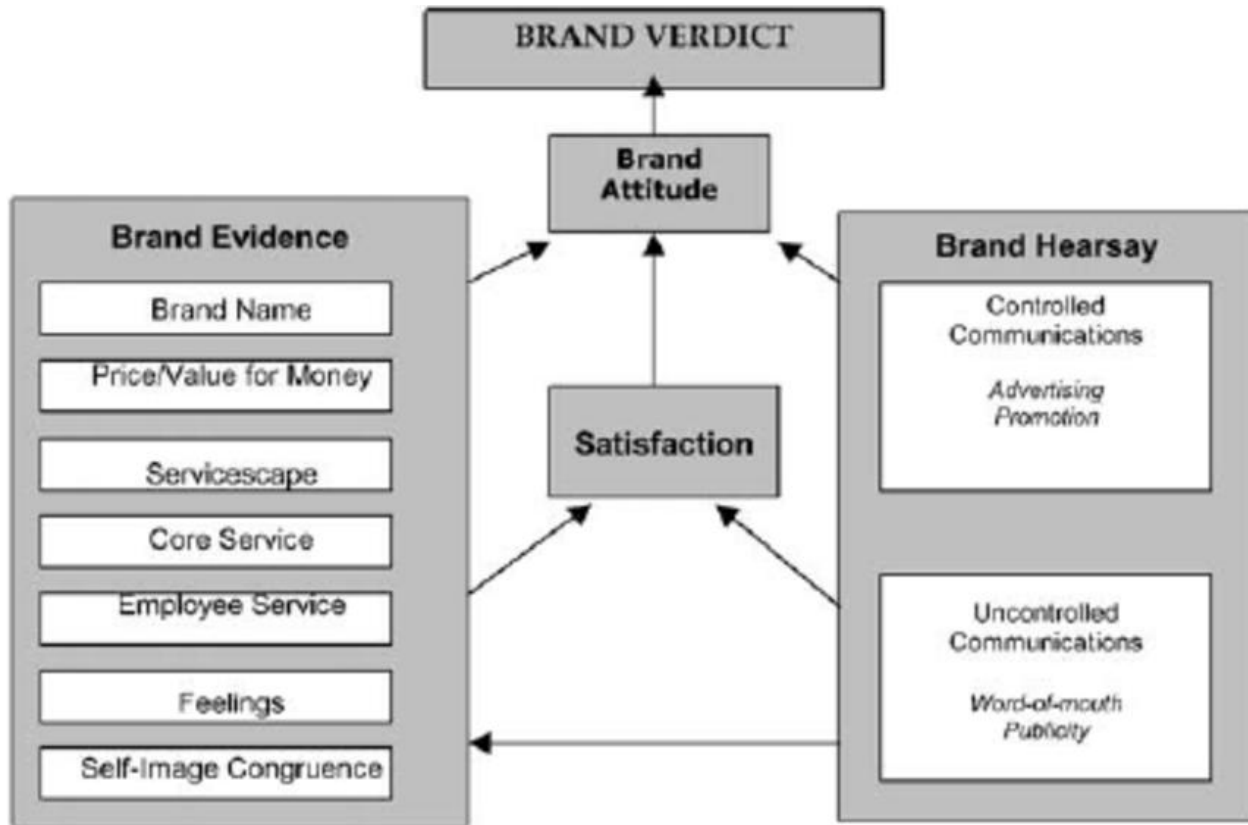 BRAND VERDICT
Brand
Attitude
Brand Evidence
Brand Name
Price/Value for Money
Servicescape
Core Service
Employee Service
Feelings
Self-Image Congruence
Satisfaction
Brand Hearsay
Controlled
Communications
Advertising
Promotion
Uncontrolled
Communications
Word-of-mouth
Publicity